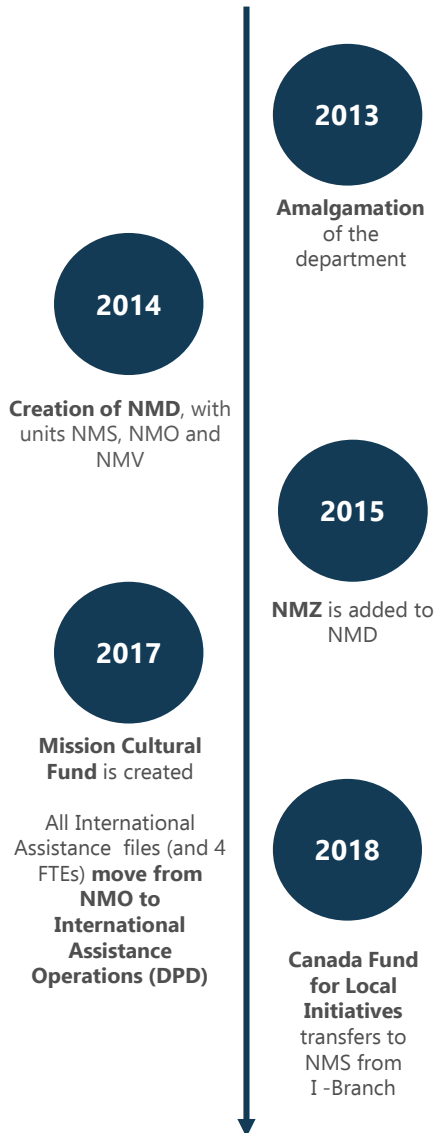 2013
Amalgamation
of the
department
2014
Creation of NMD, with
units NMS, NMO and
NMV
2015
NMZ is added to
NMD
2017
Mission Cultural
Fund is created
All International
Assistance files (and 4
FTEs) move from
NMO to
International
Assistance
Operations (DPD)
2018
Canada Fund
for Local
Initiatives
transfers to
NMS from
I -Branch